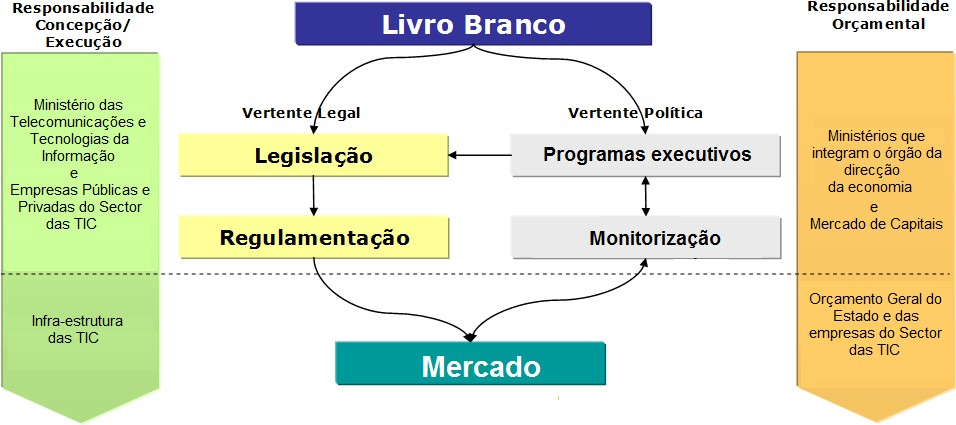 Responsabilidade
Concepção/
Execução
Ministério das
Telecomunicações e
Tecnologias da
Informação
e
Empresas Públicas e
Privadas do Sector
das TIC
Infra-estrutura
das TIC
Livro Branco
Vertente Legal
Vertente Política
Legislação
Programas executivos
Regulamentação
Monitorização
Mercado
Responsabilidade
Orçamental
Ministérios que
integram o órgão da
direcção
da economia
e
Mercado de Capitais
Orçamento Geral do
Estado e das
empresas do Sector
das TIC